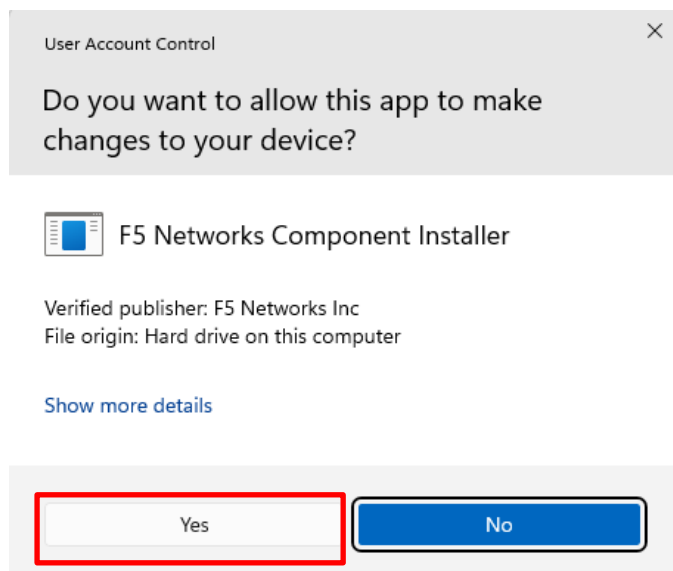 User Account Control
Do you want to allow this app to make
changes to your device?
F5 Networks Component Installer
Verified publisher: F5 Networks Inc
File origin: Hard drive on this computer
Show more details
Yes
No